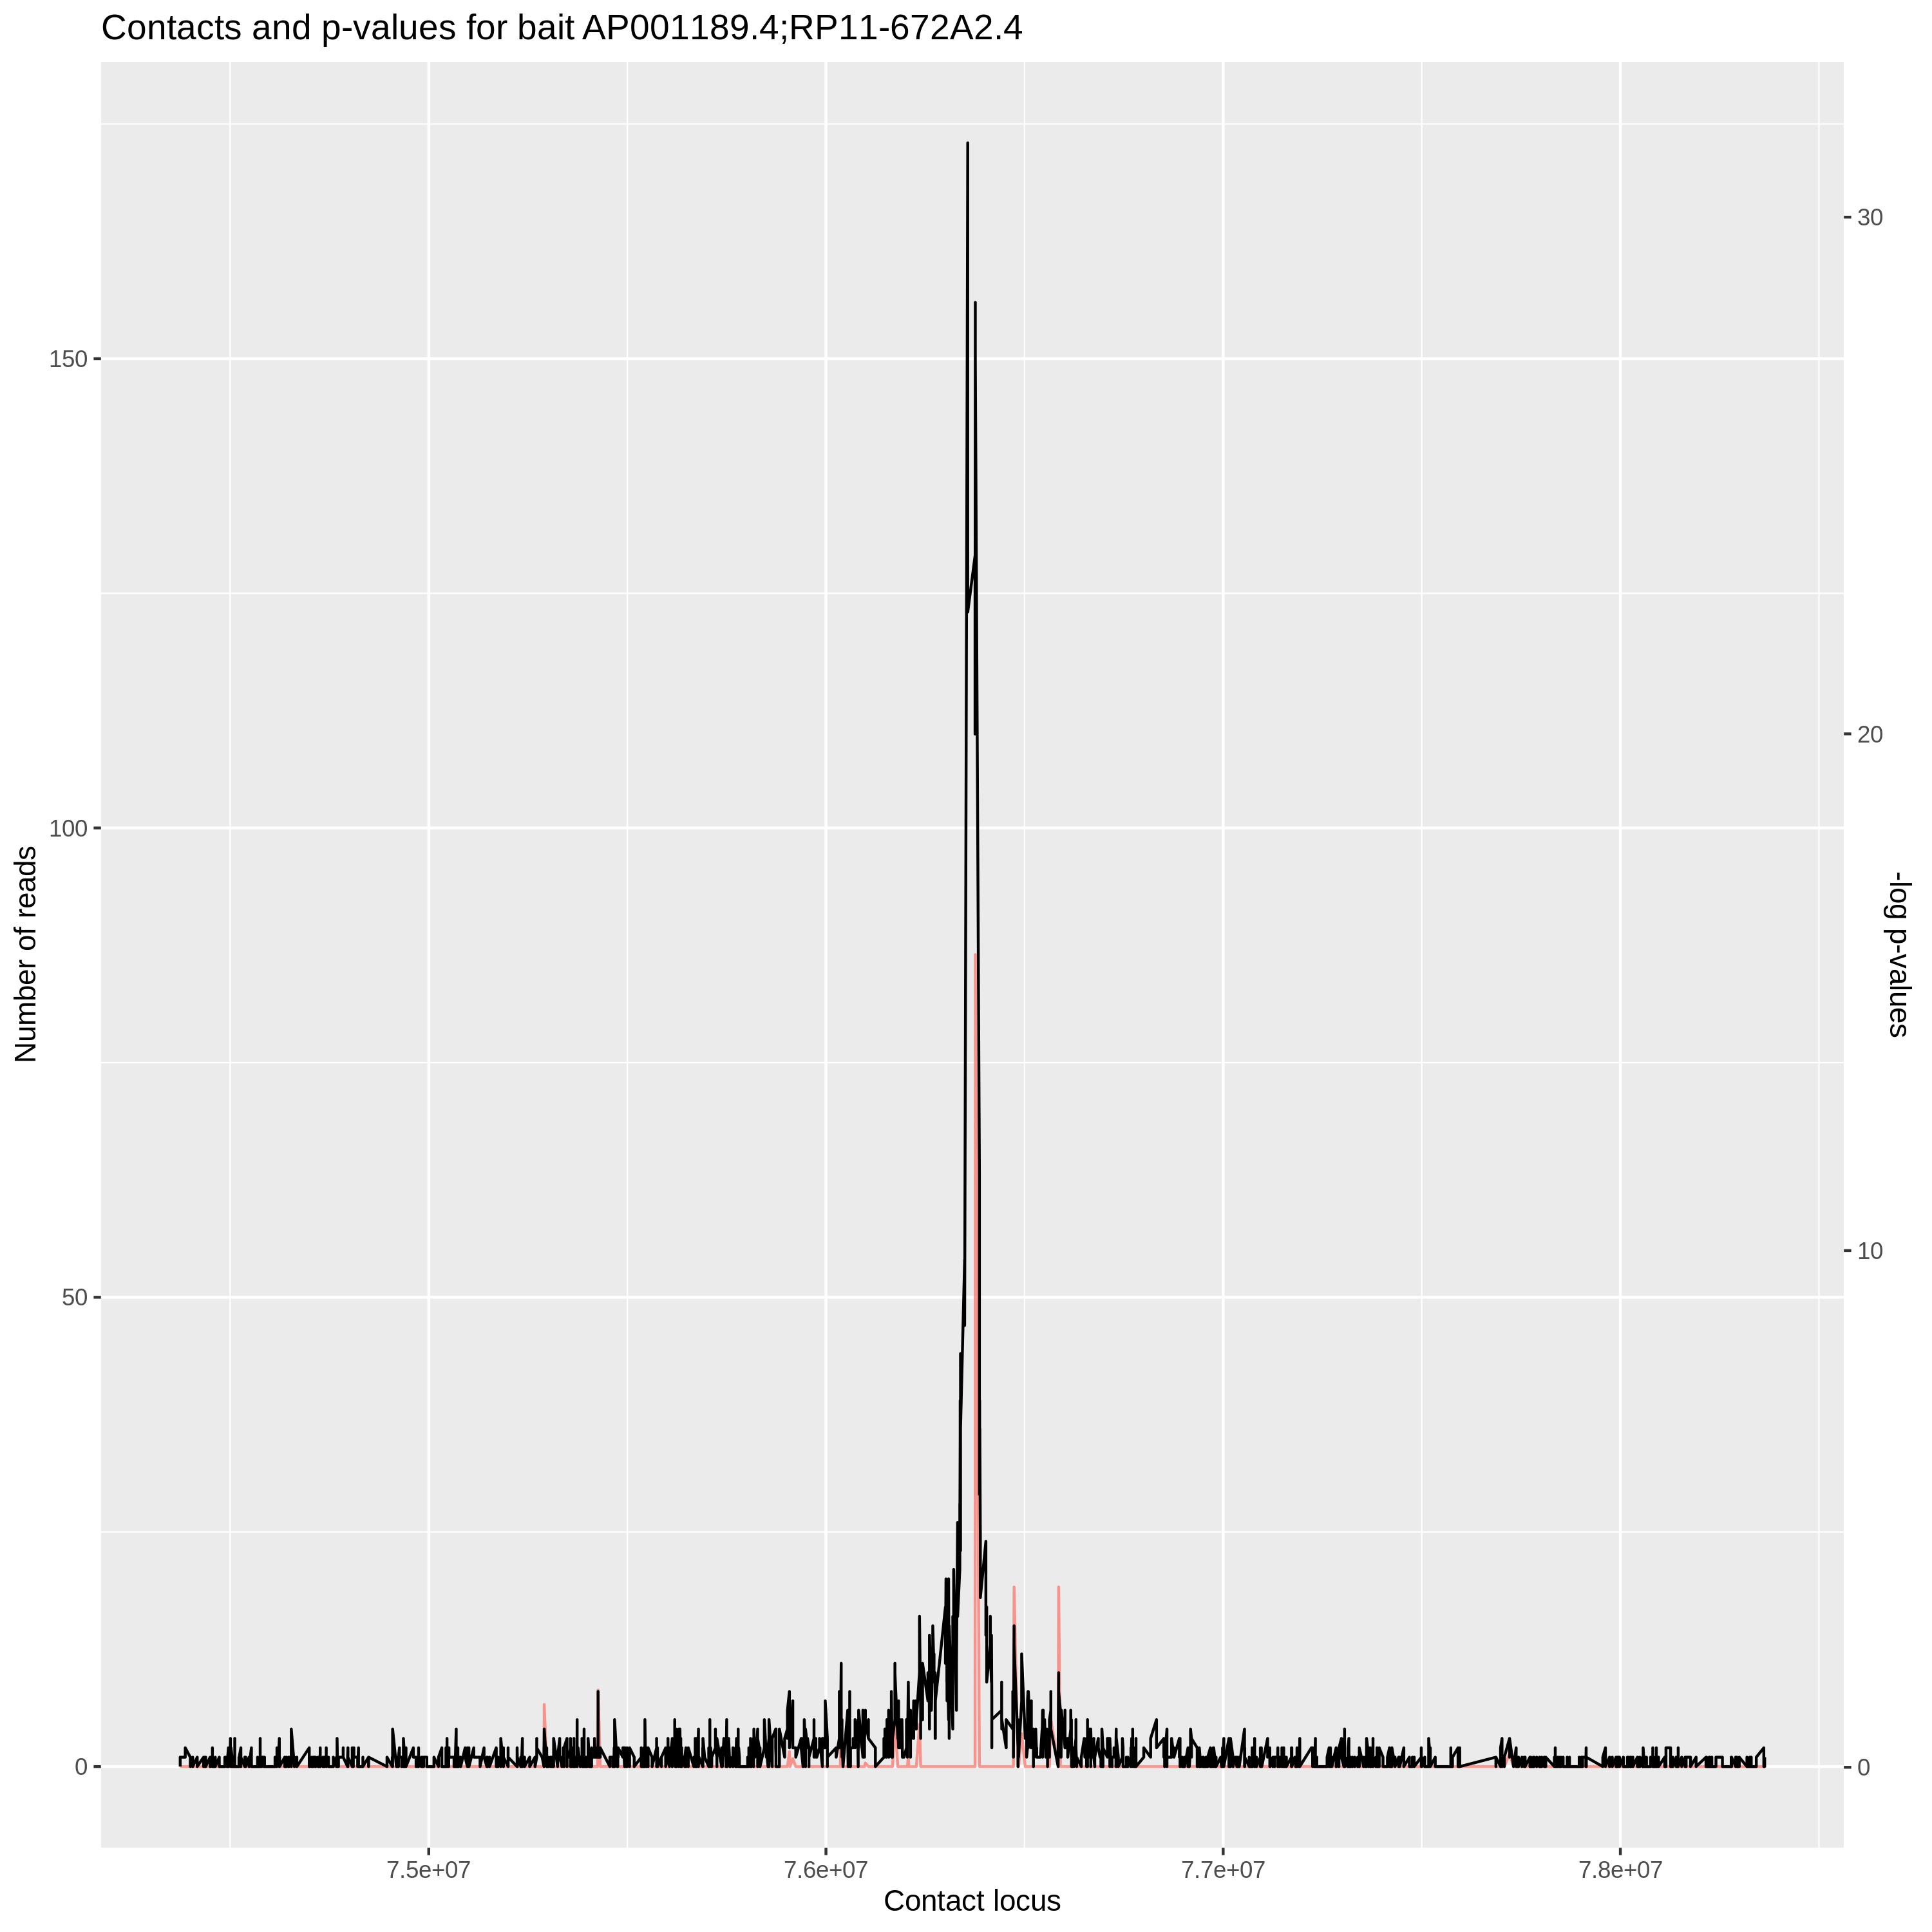 Contacts and p-values for bait AP001189.4;RP11-672A2.4
Number of reads
150
100
50
0
30
20
10
0
-log p-values
7.5e+07 7.6e+07 7.7e+07 7.8e+07
Contact locus